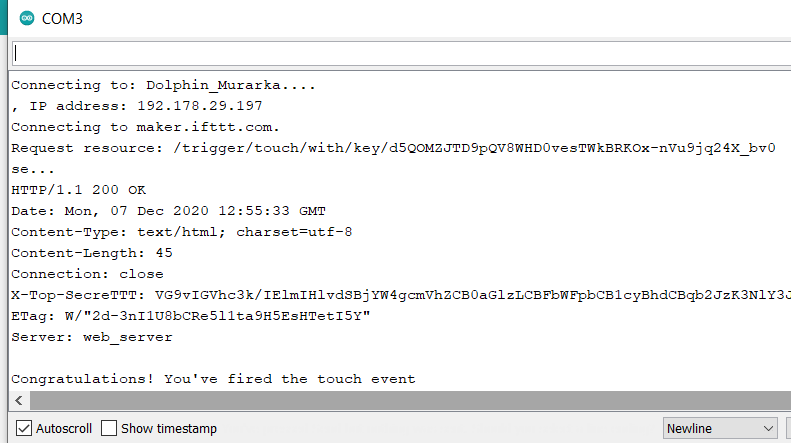 COM3
Connecting to: Dolphin_Murarka....
, IP address: 192.178.29.197
Connecting to maker.ifttt.com.
Request resource: /trigger/touch/with/key/d5QOMZJTD9pQV8WHD0vesTWkBRKOx-nVu9jq24X_bv0
se...
HTTP/1.1 200 OK
Date: Mon, 07 Dec 2020 12:55:33 GMT
Content-Type: text/html; charset=utf-8
Content-Length: 45
Connection: close
X-Top-SecreTTT: VG9vIGVhc3k/IElmIHlvdSBjYW4gcmVhZCB0aGlzLCBFbWFpbCB1cyBhdCBqb2JzK3NlY3J
ETag: W/"2d-3nI1U8bCRe5l1ta9H5EsHTetI5Y"
Server: web_server
Congratulations! You've fired the touch event
Autoscroll Show timestamp Newline